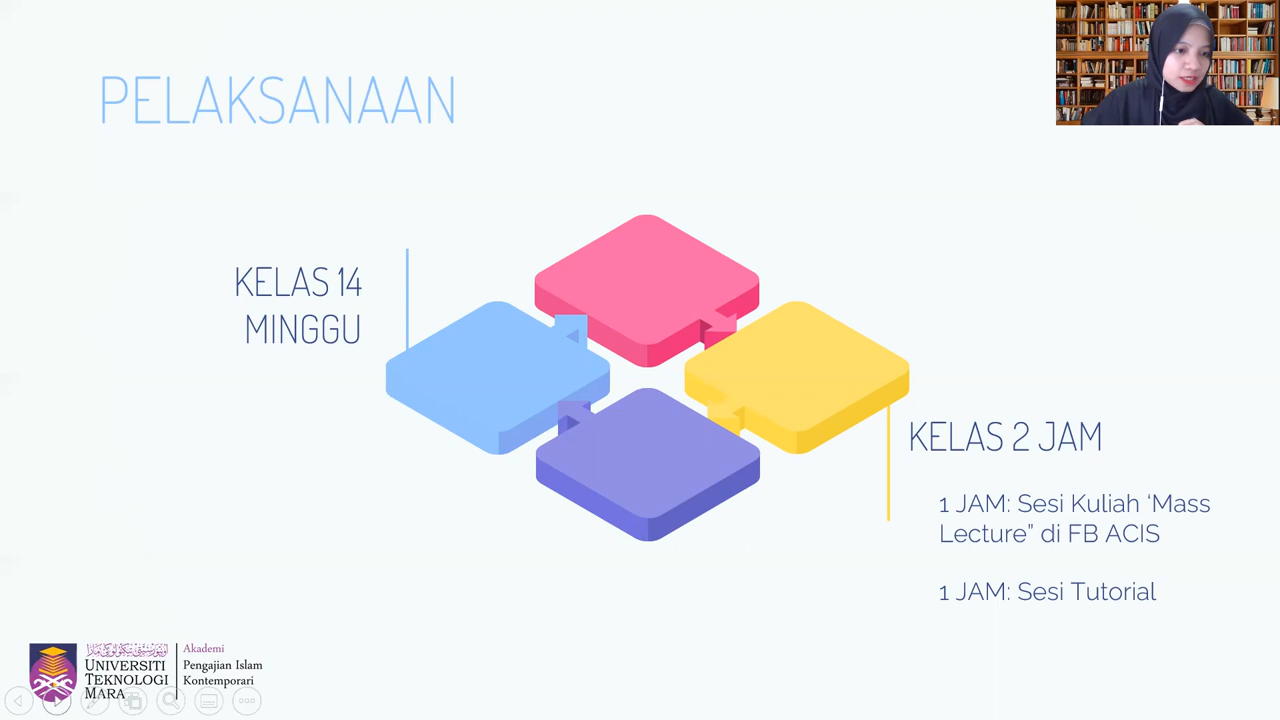 PELAKSANAAN
KELAS 14
MINGGU
KELAS 2 JAM
1 JAM: Sesi Kuliah ‘Mass
Lecture” di FB ACIS
1 JAM: Sesi Tutorial
UNIVERSITI
TEKNOLOGI
MARA
Akademi
Pengajian Islam
Kontemporari